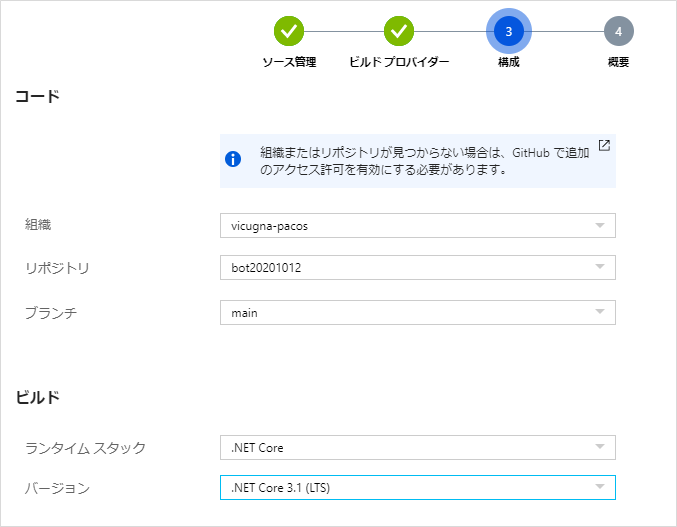 3
4
ソース管理
ビルド プロバイダー
構成
概要
コード
組織またはリポジトリが見つからない場合は、GitHub で追加
のアクセス許可を有効にする必要があります。
組織
vicugna-pacos
リポジトリ
bot20201012
ブランチ
main
ビルド
ランタイム スタック
.NET Core
バージョン
.NET Core 3.1 (LTS)